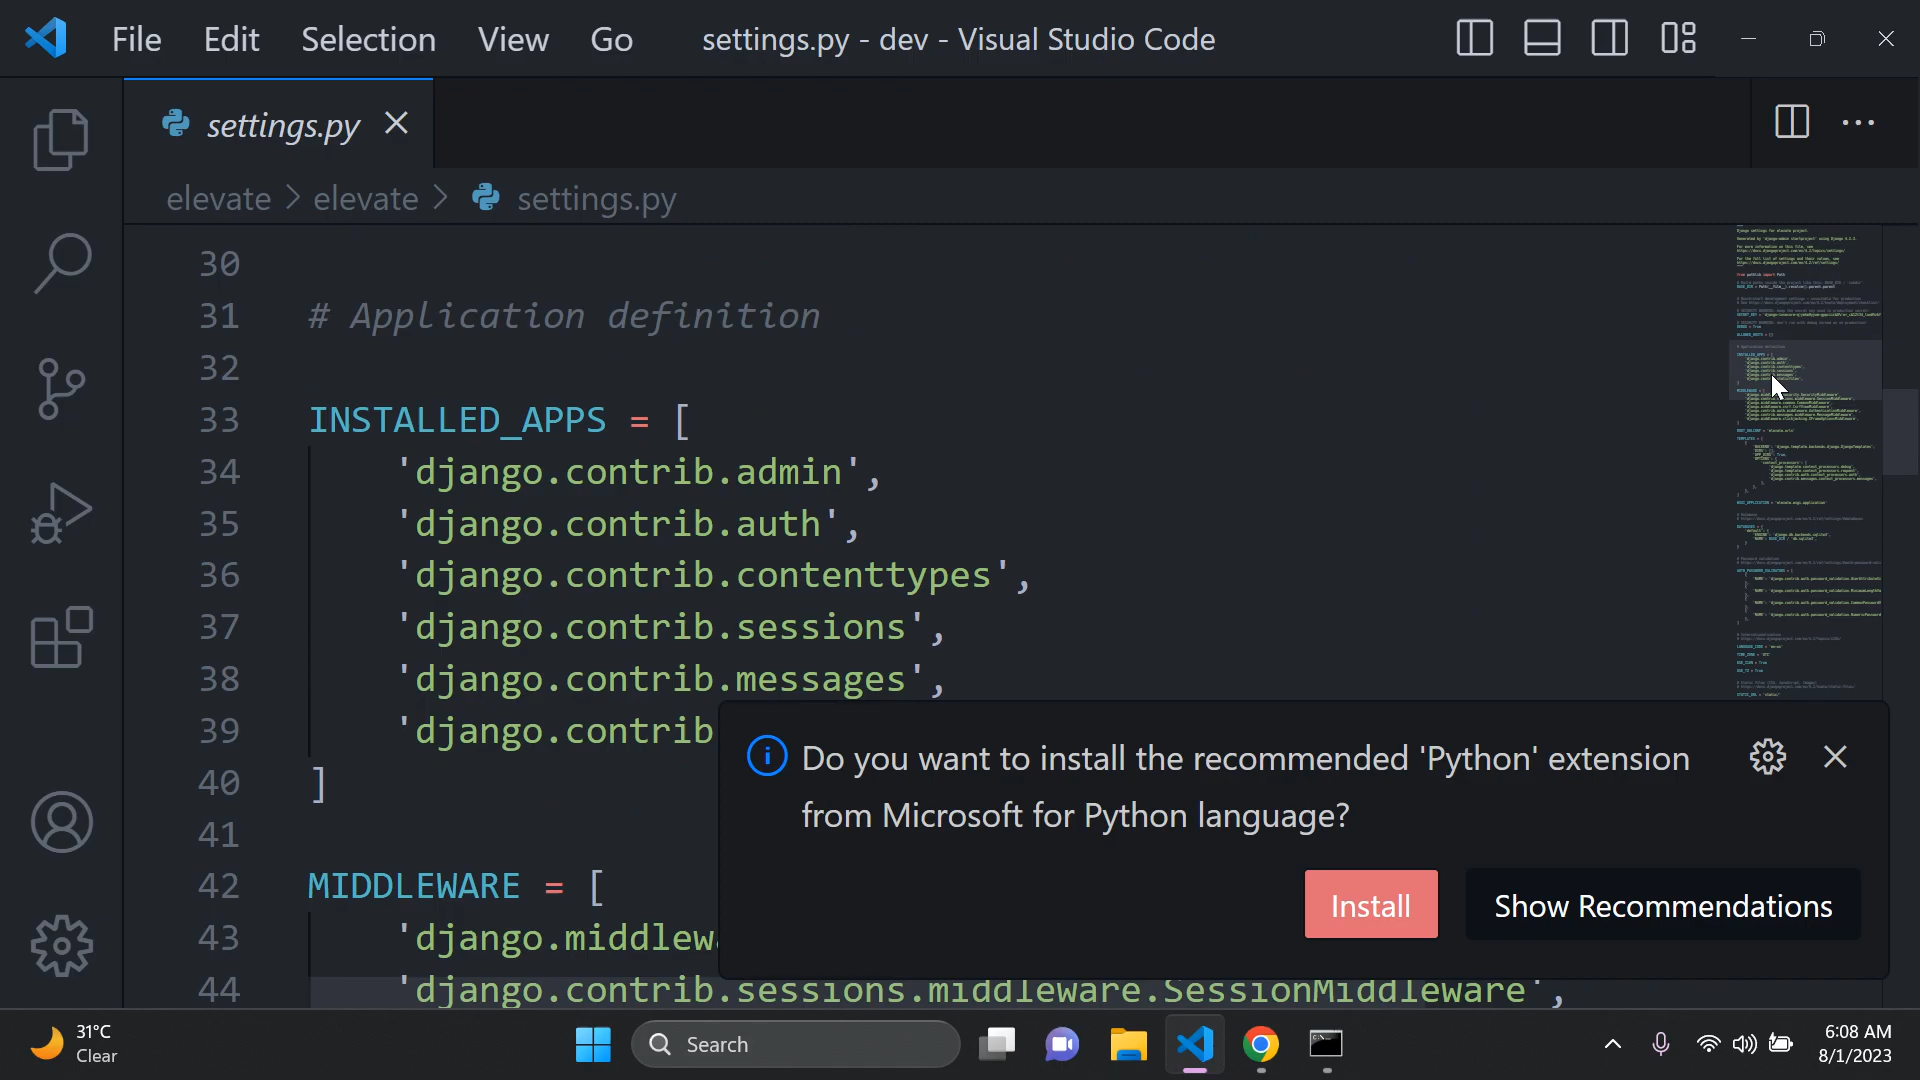 File Edit Selection View Go settings.py - dev - Visual Studio Code
settings.py
elevate > elevate > settings.py
30
31 # Application definition
32
33 INSTALLED_APPS = [
34 'django.contrib.admin',
35 'django.contrib.auth',
36 'django.contrib.contenttypes',
37 'django.contrib.sessions',
38 'django.contrib.messages',
39 'django.contrib
40 ]
41
42 MIDDLEWARE = [
43 'django.middlewa
44 'django.contrib.sessions.middleware.SessionMiddleware',
Do you want to install the recommended 'Python' extension
from Microsoft for Python language?
Install Show Recommendations
31°C
Clear
Search
6:08 AM
8/1/2023